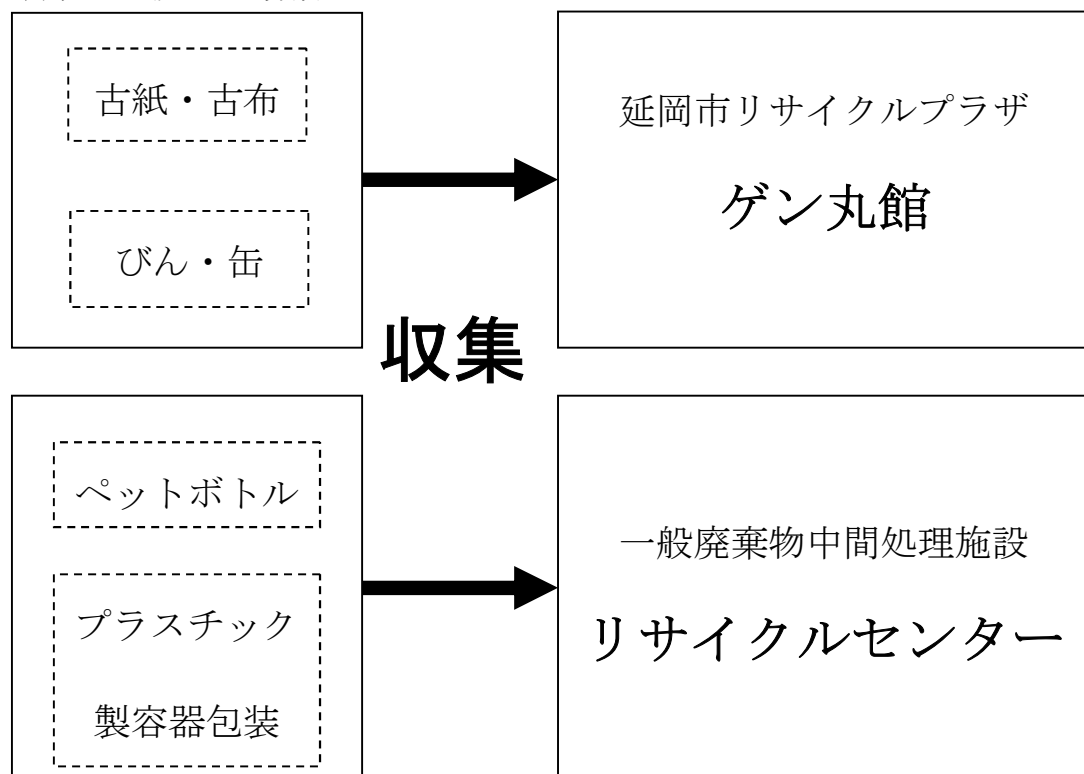 古紙・古布
びん・缶
延岡市リサイクルプラザ
ゲン丸館
収集
ペットボトル
プラスチック
製容器包装
一般廃棄物中間処理施設
リサイクルセンター